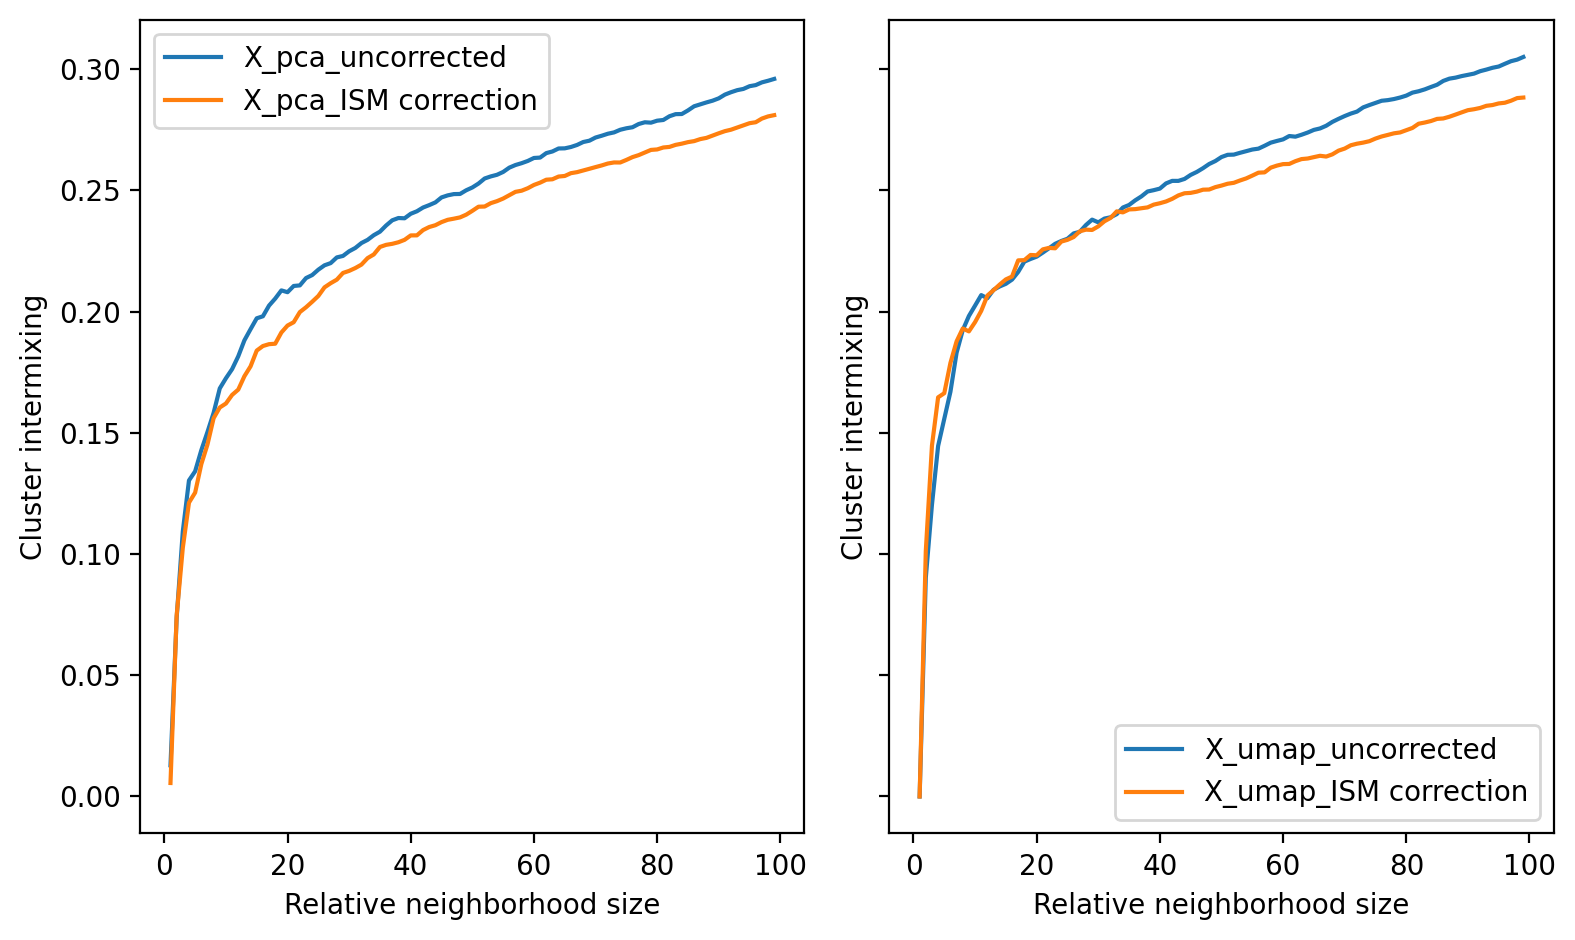 X_pca_uncorrected
X_pca_ISM correction
0.30
0.25
0.20
0.15
0.10
0.05
0.00
Cluster intermixing
0
20
40
60
80
100
Relative neighborhood size
Cluster intermixing
X_umap_uncorrected
X_umap_ISM correction
0
20
40
60
80
100
Relative neighborhood size